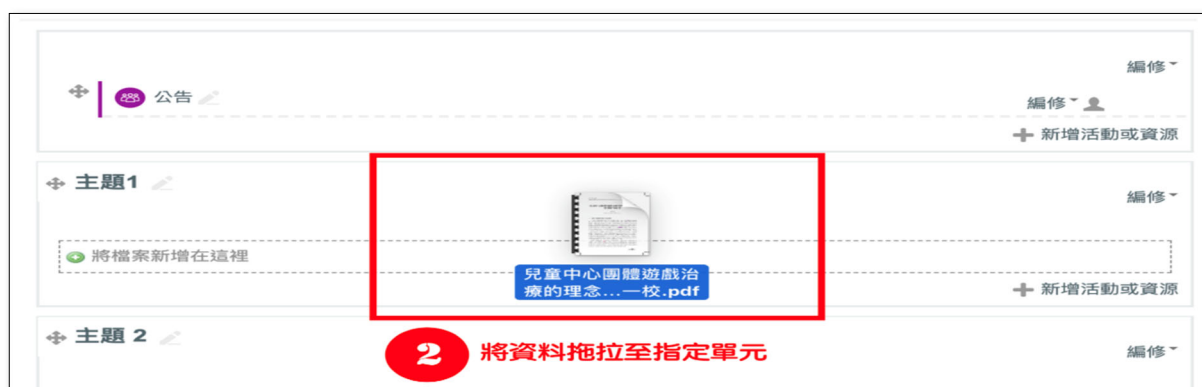 編修
公告
編修
新增活動或資源
主題1
編修
將檔案新增在這裡
兒童中心團體遊戲治
療的理念...一校.pdf
新增活動或資源
主題 2
2 將資料拖拉至指定單元
編修